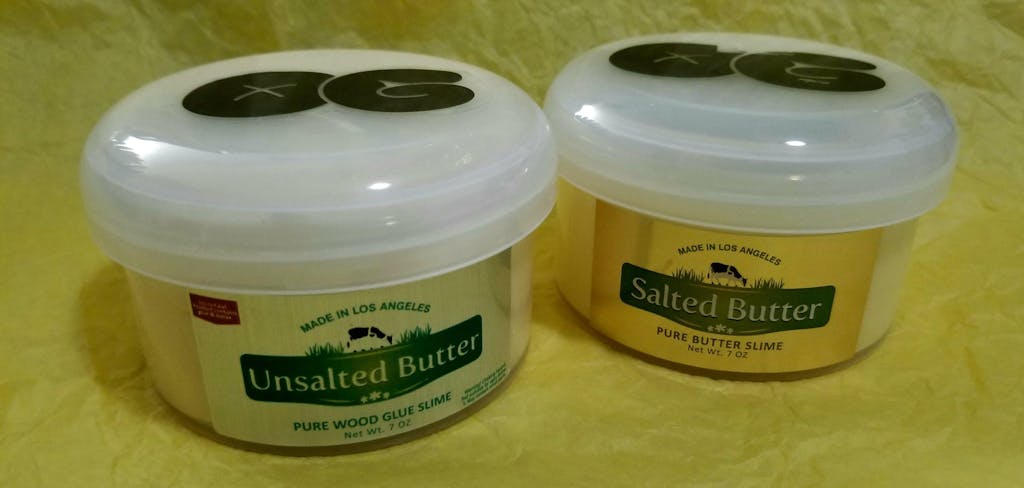 MADE IN LOS ANGELES
Unsalted Butter
PURE WOOD GLUE SLIME
Net Wt. 7 OZ
MADE IN LOS ANGELES
Salted Butter
PURE BUTTER SLIME
Net Wt. 7 OZ